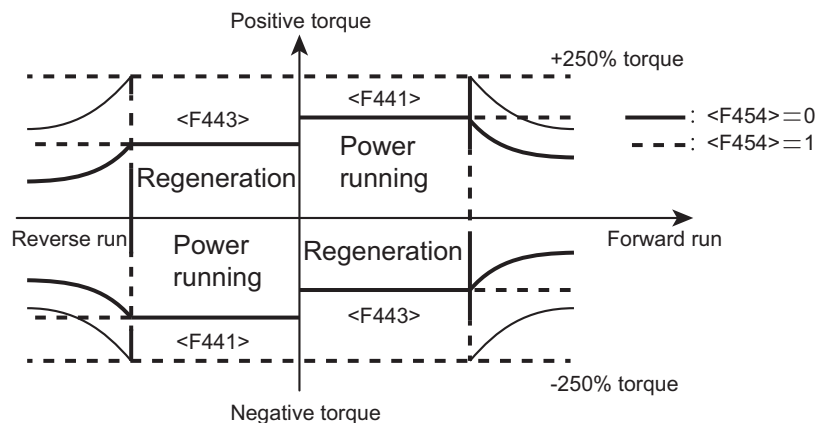 Positive torque
+250% torque
<F443>
<F441>
: <F454>＝0
: <F454>＝1
Power
running
Regeneration
Reverse run
Forward run
Power
running
Regeneration
<F441>
<F443>
-250% torque
Negative torque